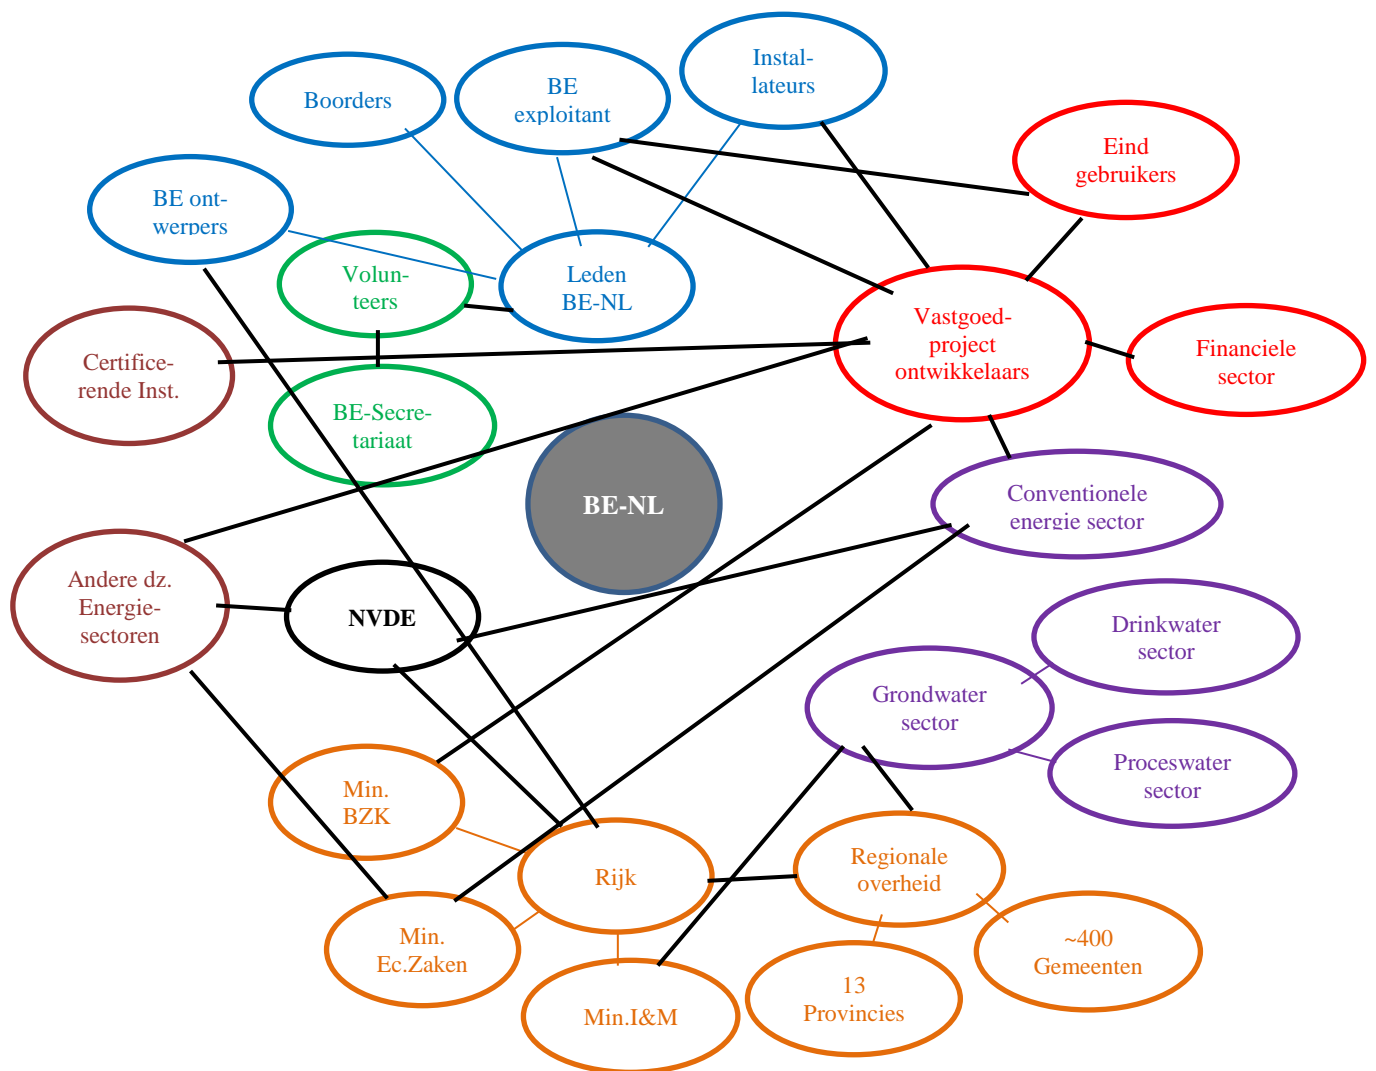 Instal-
lateurs
BE
exploitant
Boorders
Eind
gebruikers
BE ont-
werpers
Volun-
teers
Leden
BE-NL
Vastgoed-
project
ontwikkelaars
Financiele
sector
Certifice-
rende Inst.
BE-Secre-
tariaat
BE-NL
Conventionele
energie sector
Andere dz.
Energie-
sectoren
NVDE
Drinkwater
sector
Grondwater
sector
Proceswater
sector
Min.
BZK
Rijk
Regionale
overheid
Min.
Ec.Zaken
~400
Gemeenten
13
Provincies
Min.I&M